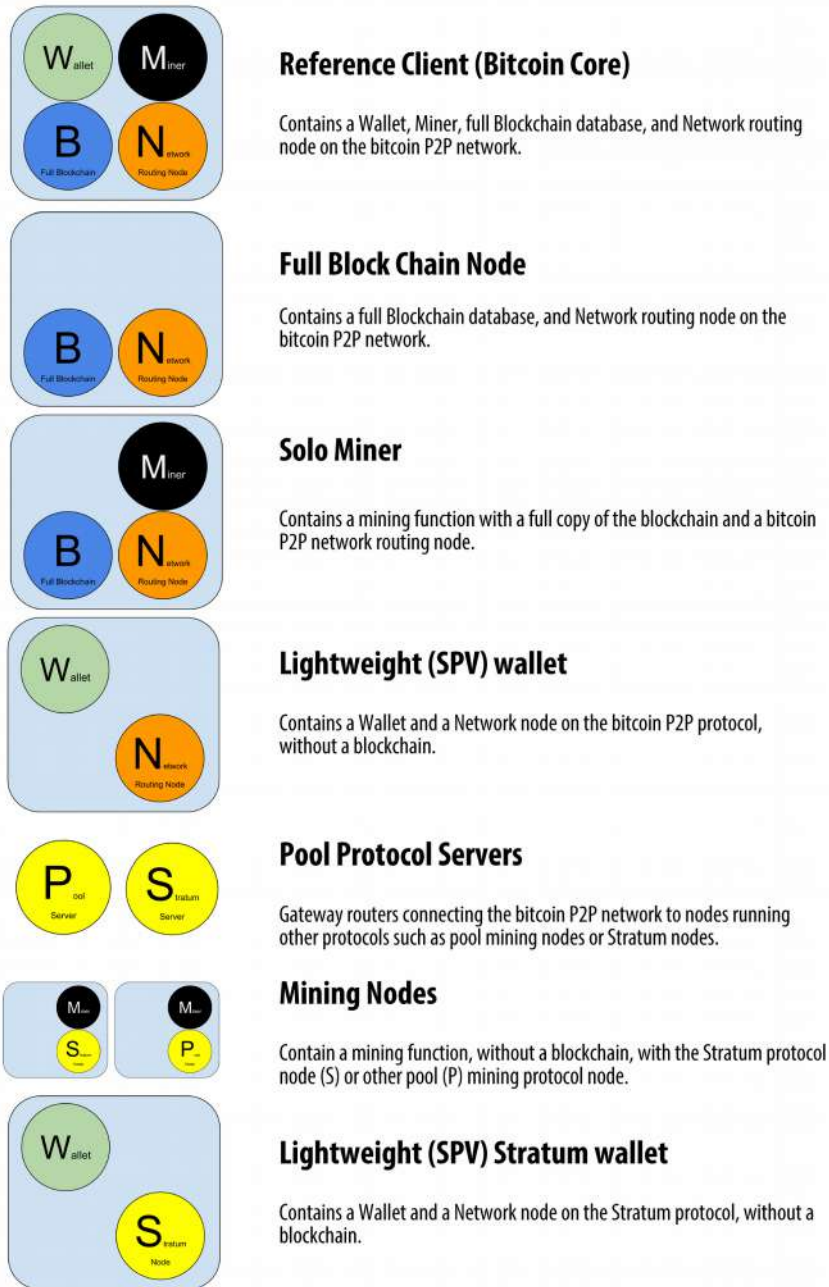 Wallet
Miner
B
Full Blockchain
Network
Routing Node
Reference Client (Bitcoin Core)
Contains a Wallet, Miner, full Blockchain database, and Network routing
node on the bitcoin P2P network.
B
Full Blockchain
Network
Routing Node
Full Block Chain Node
Contains a full Blockchain database, and Network routing node on the
bitcoin P2P network.
Miner
B
Full Blockchain
Network
Routing Node
Solo Miner
Contains a mining function with a full copy of the blockchain and a bitcoin
P2P network routing node.
Wallet
Network
Routing Node
Lightweight (SPV) wallet
Contains a Wallet and a Network node on the bitcoin P2P protocol,
without a blockchain.
Pool
Server
Stratum
Server
Pool Protocol Servers
Gateway routers connecting the bitcoin P2P network to nodes running
other protocols such as pool mining nodes or Stratum nodes.
M
S
M
P
Mining Nodes
Contain a mining function, without a blockchain, with the Stratum protocol
node (S) or other pool (P) mining protocol node.
Wallet
Stratum
Node
Lightweight (SPV) Stratum wallet
Contains a Wallet and a Network node on the Stratum protocol, without a
blockchain.